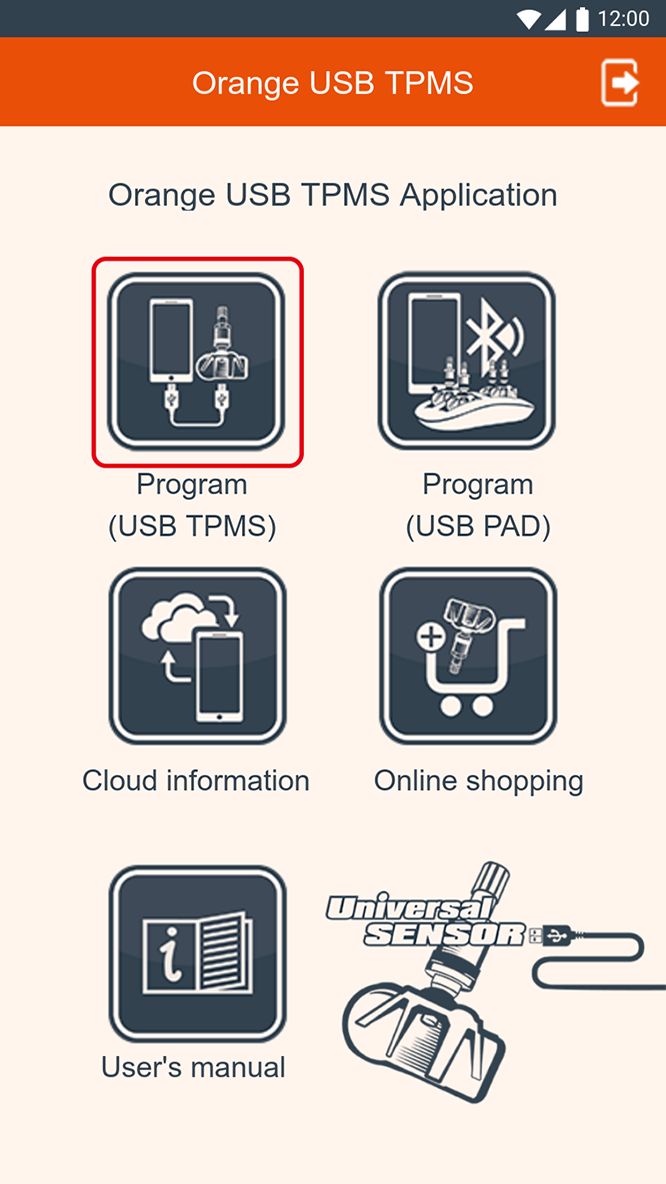 12:00
Orange USB TPMS
Orange USB TPMS Application
Program
(USB TPMS)
Program
(USB PAD)
Cloud information
Online shopping
Universal
SENSOR
User's manual